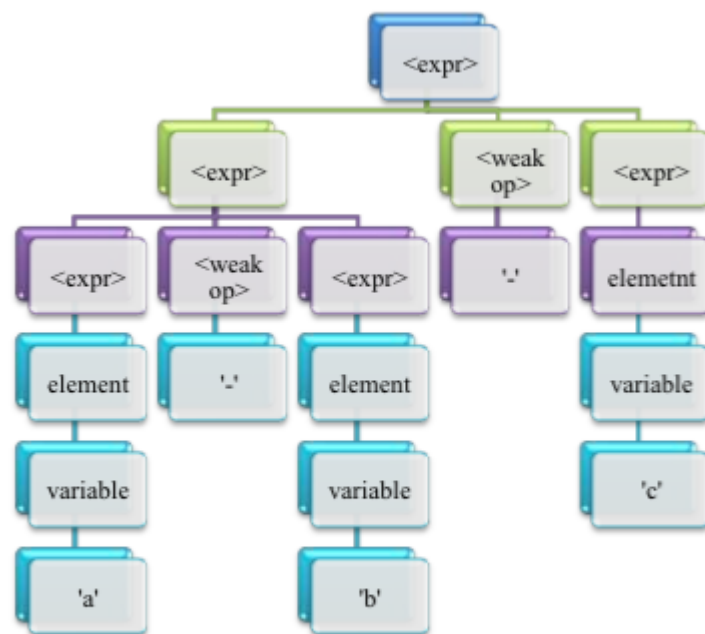 <expr>
<expr>
<weak
op>
<expr>
<expr>
<weak
op>
<expr>
'-'
elemetnt
element
'-'
element
variable
variable
variable
'c'
'a'
'b'